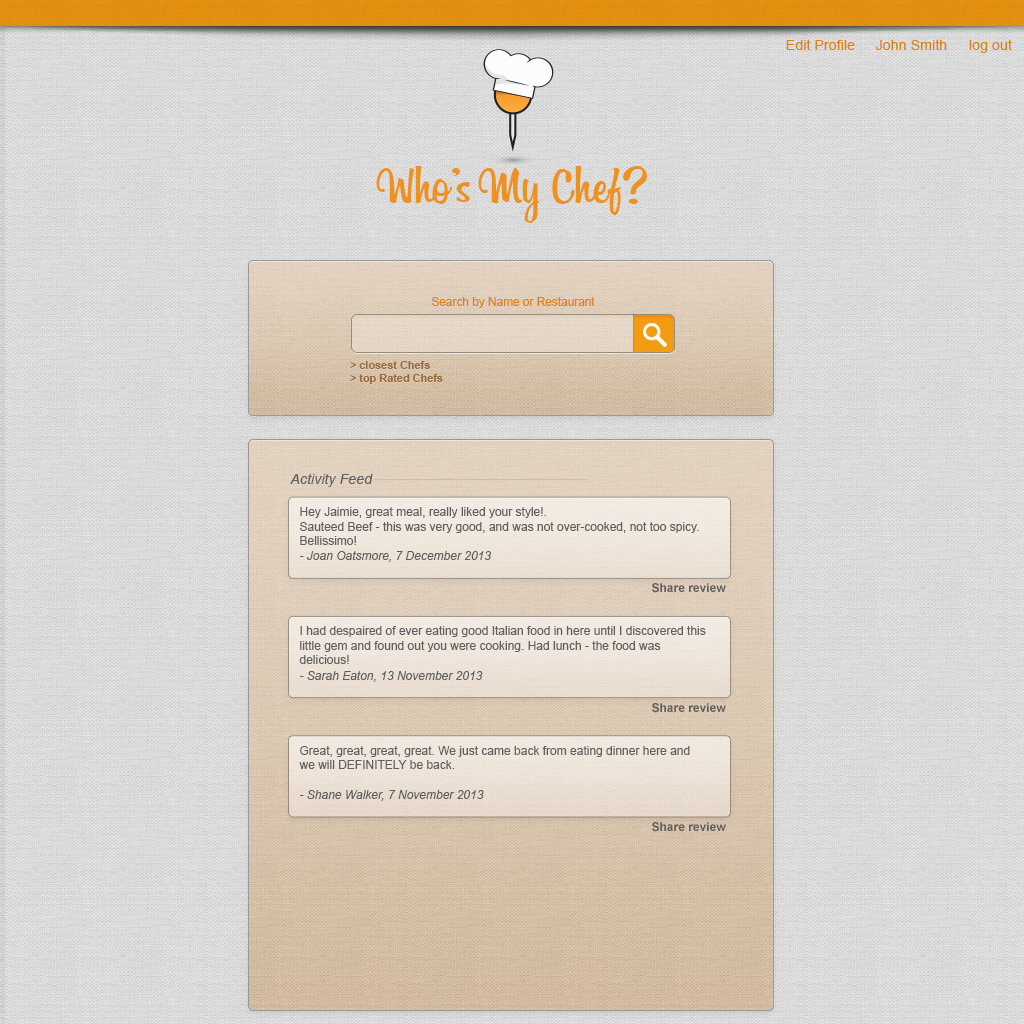 Edit Profile John Smith log out
Who's My Chef?
Search by Name or Restaurant
> closest Chefs
> top Rated Chefs
Activity Feed
Hey Jaimie, great meal, really liked your style!.
Sauteed Beef - this was very good, and was not over-cooked, not too spicy.
Bellissimo!
- Joan Oatsmore, 7 December 2013
Share review
I had despaired of ever eating good Italian food in here until I discovered this
little gem and found out you were cooking. Had lunch - the food was
delicious!
- Sarah Eaton, 13 November 2013
Share review
Great, great, great, great. We just came back from eating dinner here and
we will DEFINITELY be back.
- Shane Walker, 7 November 2013
Share review